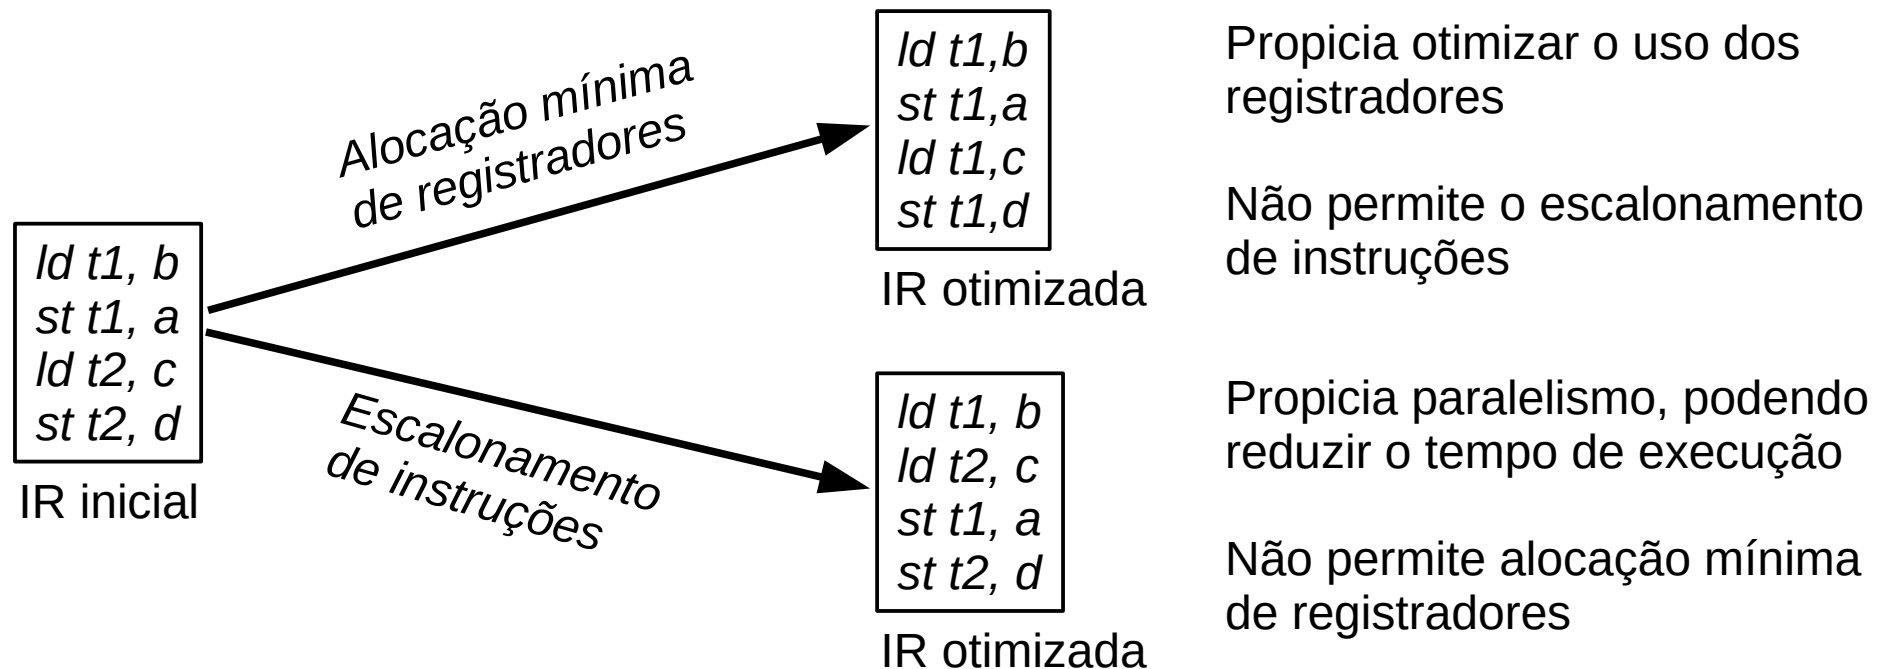 ld t1, b
st t1, a
ld t2, c
st t2, d
IR inicial
Alocação mínima
de registradores
ld t1,b
st t1,a
ld t1,c
st t1,d
IR otimizada
Propicia otimizar o uso dos
registradores
Não permite o escalonamento
de instruções
Escalonamento
de instruções
ld t1, b
ld t2, c
st t1, a
st t2, d
IR otimizada
Propicia paralelismo, podendo
reduzir o tempo de execução
Não permite alocação mínima
de registradores